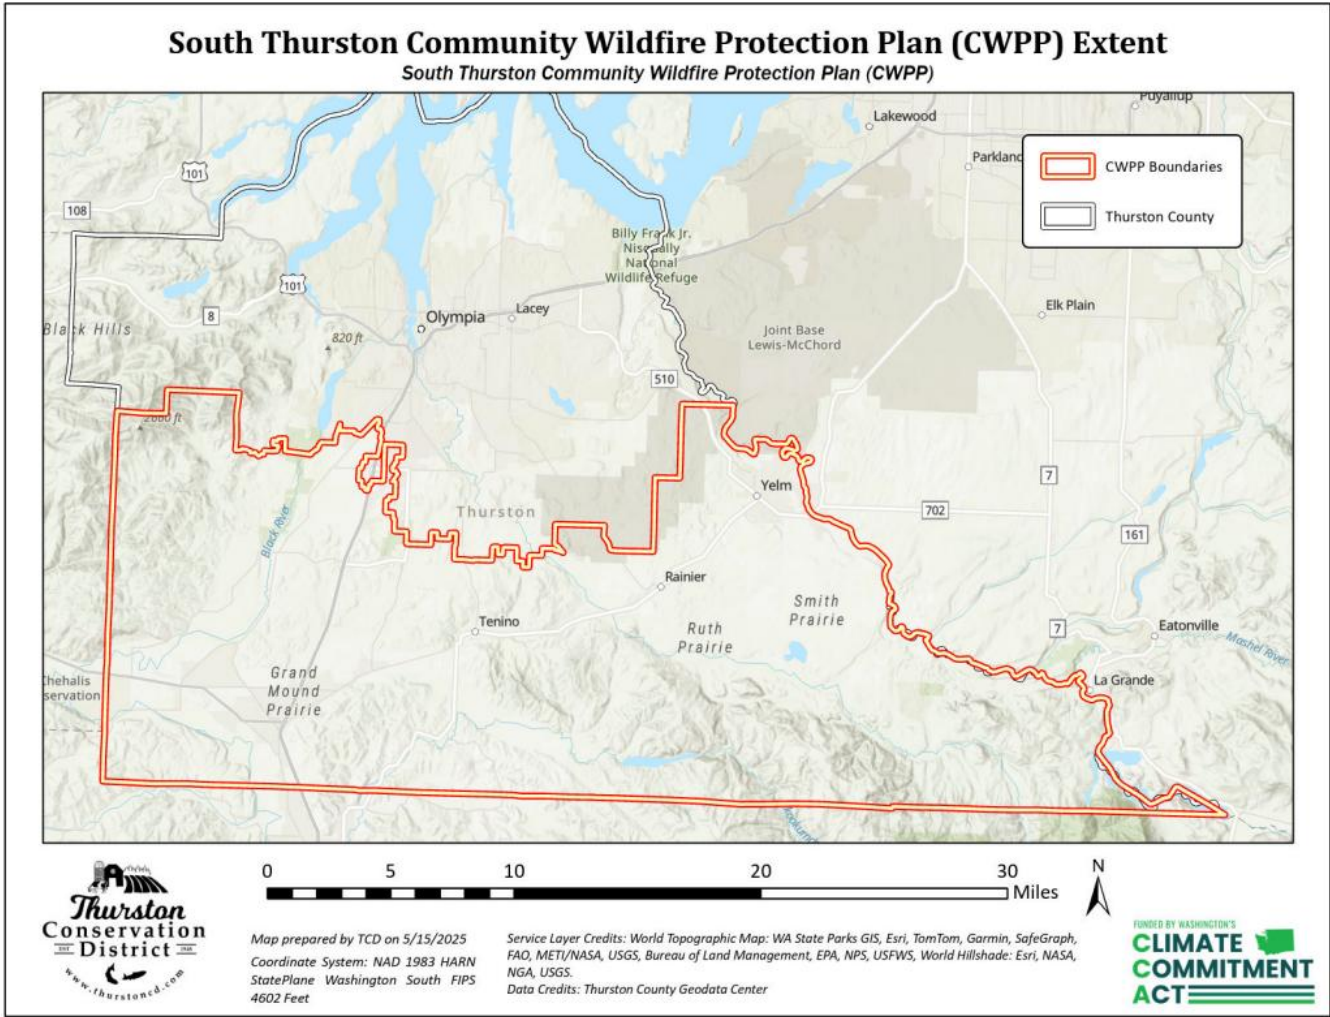 South Thurston Community Wildfire Protection Plan (CWPP) Extent
South Thurston Community Wildfire Protection Plan (CWPP)
Puyallup
Lakewood
Parkland
CWPP Boundaries
Thurston County
101
108
Billy Frank Jr.
Nisqually
National
Wildlife Refuge
101
8
Olympia
Lacey
Elk Plain
Black Hills
820 ft
Joint Base
Lewis-McChord
510
2660 ft
7
Yelm
702
Thurston
161
Black River
Rainier
Smith
Prairie
Tenino
Ruth
Prairie
7
Eatonville
Mashel River
Grand
Mound
Prairie
Chehalis
servation
La Grande
0 5 10 20 30
Miles
N
Thurston
Conservation
District
EST 1948
www.thurstoncd.com
Map prepared by TCD on 5/15/2025
Coordinate System: NAD 1983 HARN
StatePlane Washington South FIPS
4602 Feet
Service Layer Credits: World Topographic Map: WA State Parks GIS, Esri, TomTom, Garmin, SafeGraph,
FAO, METI/NASA, USGS, Bureau of Land Management, EPA, NPS, USFWS, World Hillshade: Esri, NASA,
NGA, USGS.
Data Credits: Thurston County Geodata Center
FUNDED BY WASHINGTON'S
CLIMATE
COMMITMENT
ACT